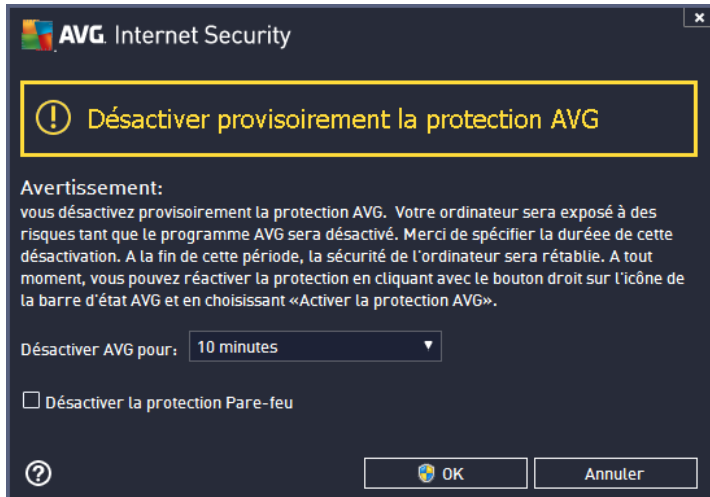 AVG. Internet Security
Désactiver provisoirement la protection AVG
Avertissement:
vous désactivez provisoirement la protection AVG. Votre ordinateur sera exposé à des
risques tant que le programme AVG sera désactivé. Merci de spécifier la duréee de cette
désactivation. A la fin de cette période, la sécurité de l'ordinateur sera rétablie. A tout
moment, vous pouvez réactiver la protection en cliquant avec le bouton droit sur l'icône de
la barre d'état AVG et en choisissant «Activer la protection AVG».
Désactiver AVG pour: 10 minutes
Désactiver la protection Pare-feu
OK Annuler